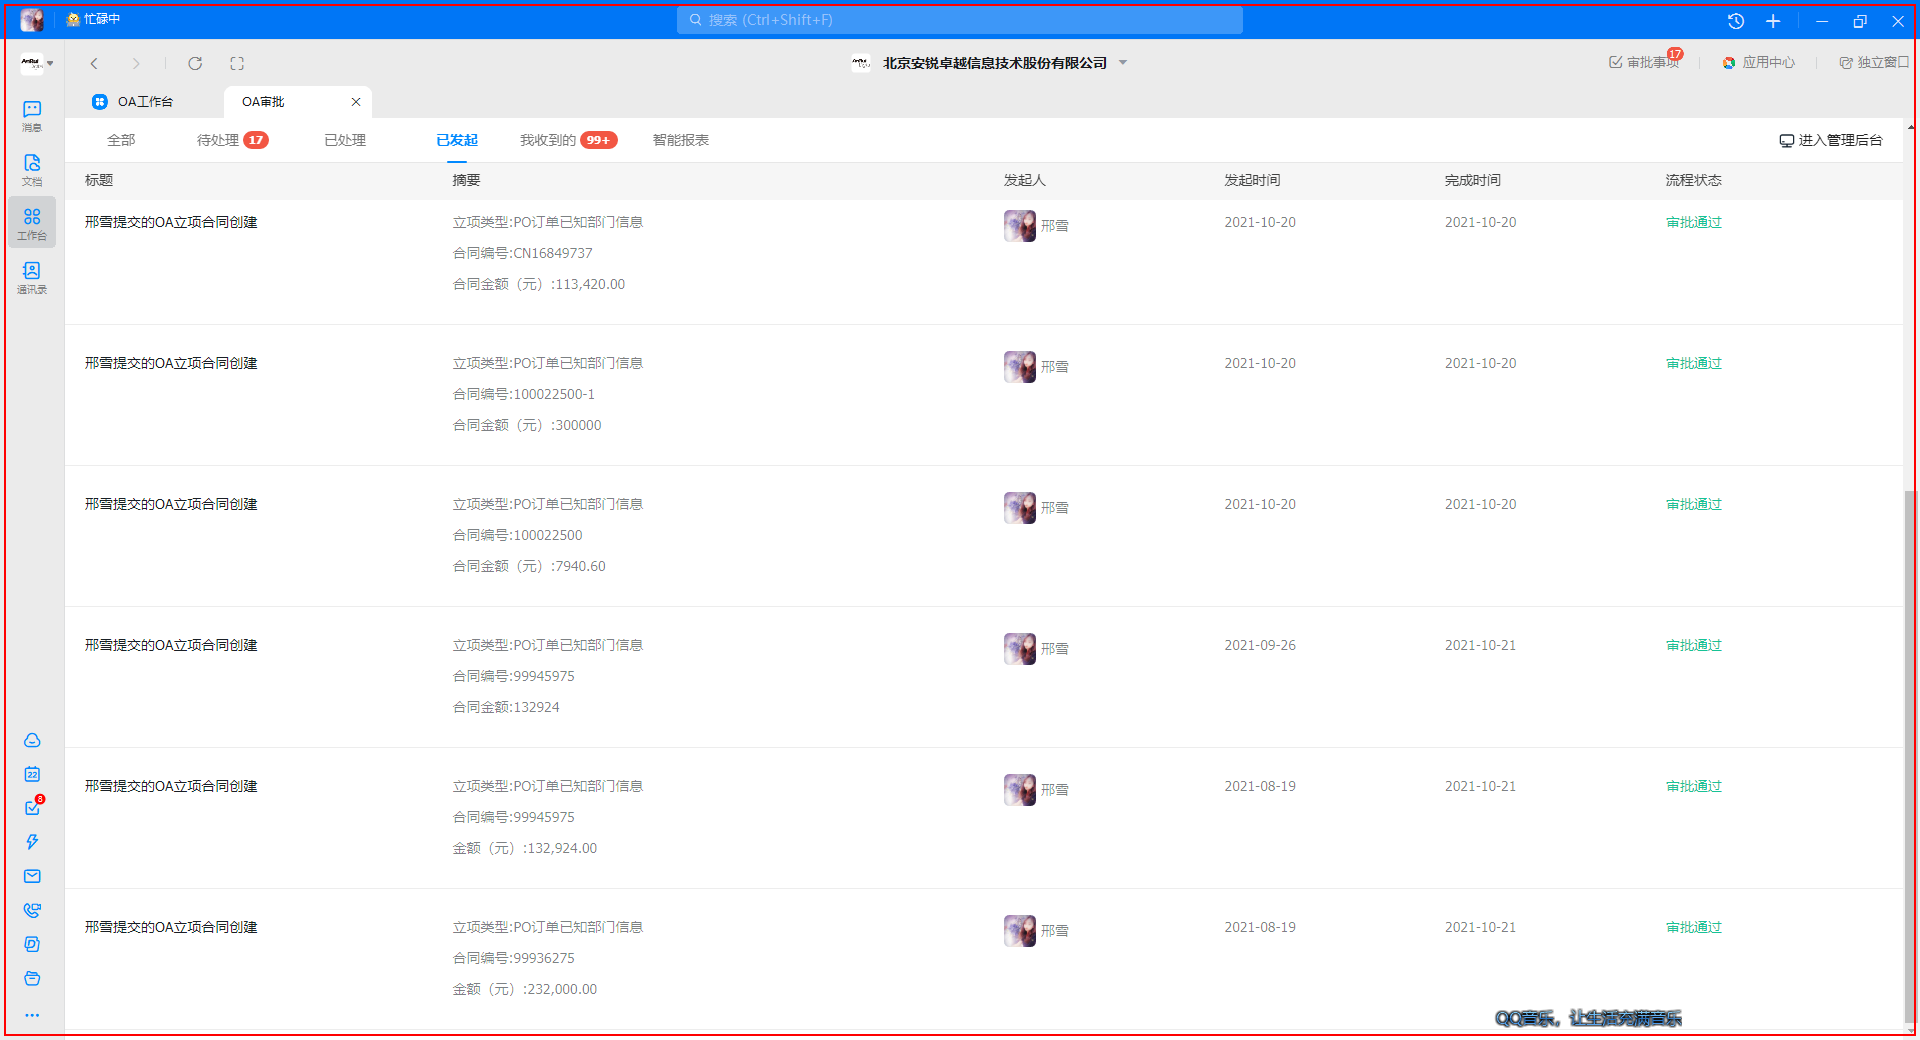 忙碌中
搜索 (Ctrl+Shift+F)
北京安锐卓越信息技术股份有限公司
审批事项 17
应用中心
独立窗口
OA工作台
OA审批
消息
文档
工作台
通讯录
22
8
全部
待处理 17
已处理
已发起
我收到的 99+
智能报表
进入管理后台
标题 摘要 发起人 发起时间 完成时间 流程状态
邢雪提交的OA立项合同创建 立项类型:PO订单已知部门信息 邢雪 2021-10-20 2021-10-20 审批通过
合同编号:CN16849737
合同金额（元）:113,420.00
邢雪提交的OA立项合同创建 立项类型:PO订单已知部门信息 邢雪 2021-10-20 2021-10-20 审批通过
合同编号:100022500-1
合同金额（元）:300000
邢雪提交的OA立项合同创建 立项类型:PO订单已知部门信息 邢雪 2021-10-20 2021-10-20 审批通过
合同编号:100022500
合同金额（元）:7940.60
邢雪提交的OA立项合同创建 立项类型:PO订单已知部门信息 邢雪 2021-09-26 2021-10-21 审批通过
合同编号:99945975
合同金额:132924
邢雪提交的OA立项合同创建 立项类型:PO订单已知部门信息 邢雪 2021-08-19 2021-10-21 审批通过
合同编号:99945975
金额（元）:132,924.00
邢雪提交的OA立项合同创建 立项类型:PO订单已知部门信息 邢雪 2021-08-19 2021-10-21 审批通过
合同编号:99936275
金额（元）:232,000.00
QQ音乐，让生活充满音乐